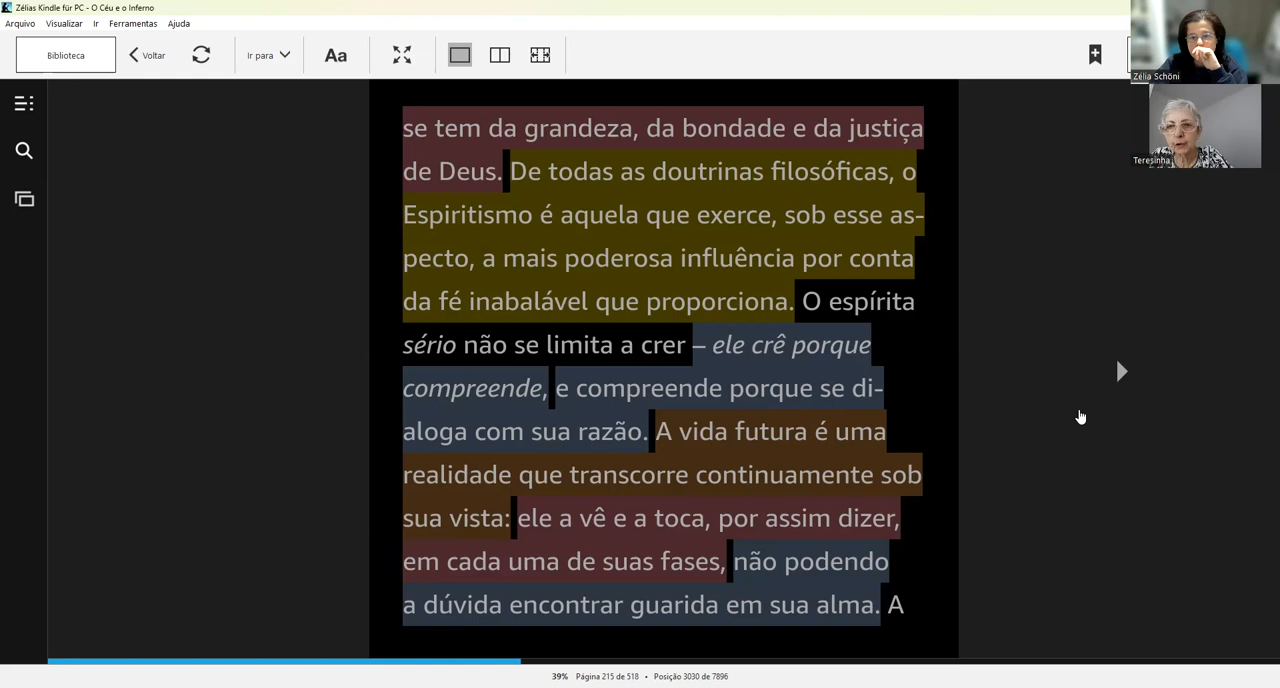 Zélias Kindle für PC - O Céu e o Inferno
Arquivo Visualizar Ir Ferramentas Ajuda
Biblioteca
Voltar
Ir para
Aa
Zélia Schöni
Teresinha
se tem da grandeza, da bondade e da justiça
de Deus. De todas as doutrinas filosóficas, o
Espiritismo é aquela que exerce, sob esse as-
pecto, a mais poderosa influência por conta
da fé inabalável que proporciona. O espírita
sério não se limita a crer – ele crê porque
compreende, e compreende porque se di-
aloga com sua razão. A vida futura é uma
realidade que transcorre continuamente sob
sua vista: ele a vê e a toca, por assim dizer,
em cada uma de suas fases, não podendo
a dúvida encontrar guarida em sua alma. A
39% Página 215 de 518 • Posição 3030 de 7896